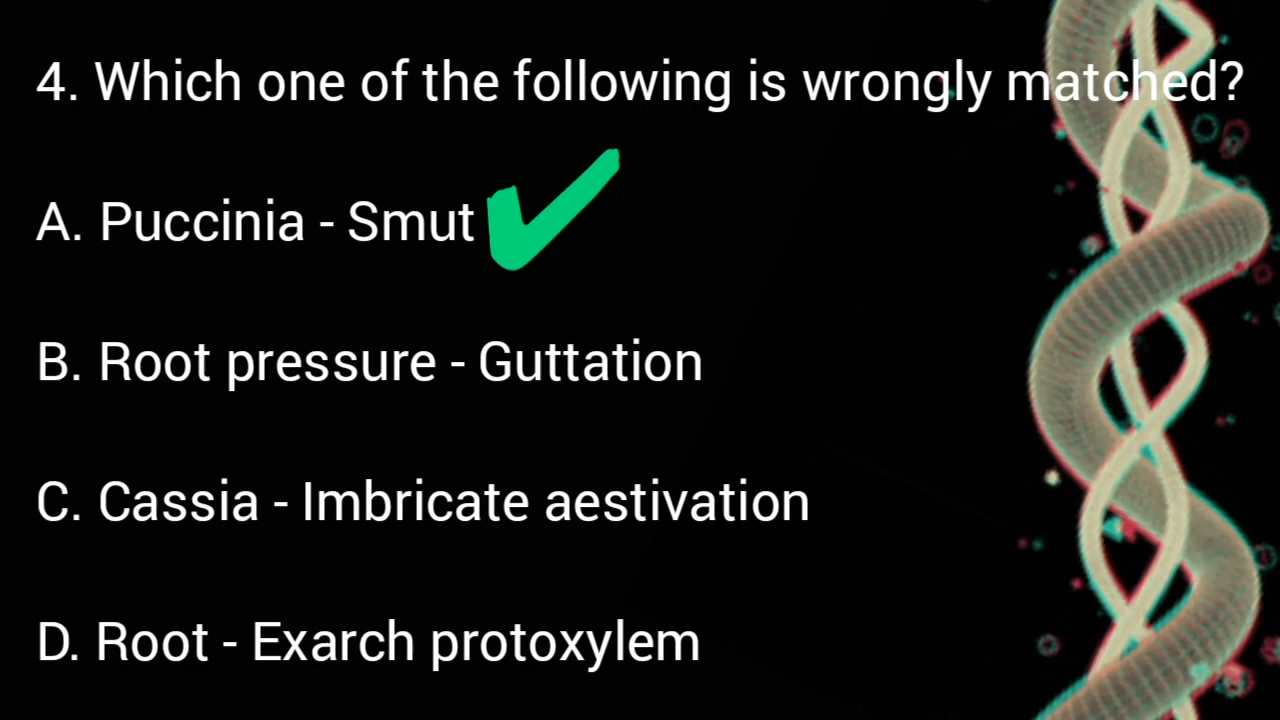 4. Which one of the following is wrongly matched?
A. Puccinia - Smut
B. Root pressure - Guttation
C. Cassia - Imbricate aestivation
D. Root - Exarch protoxylem